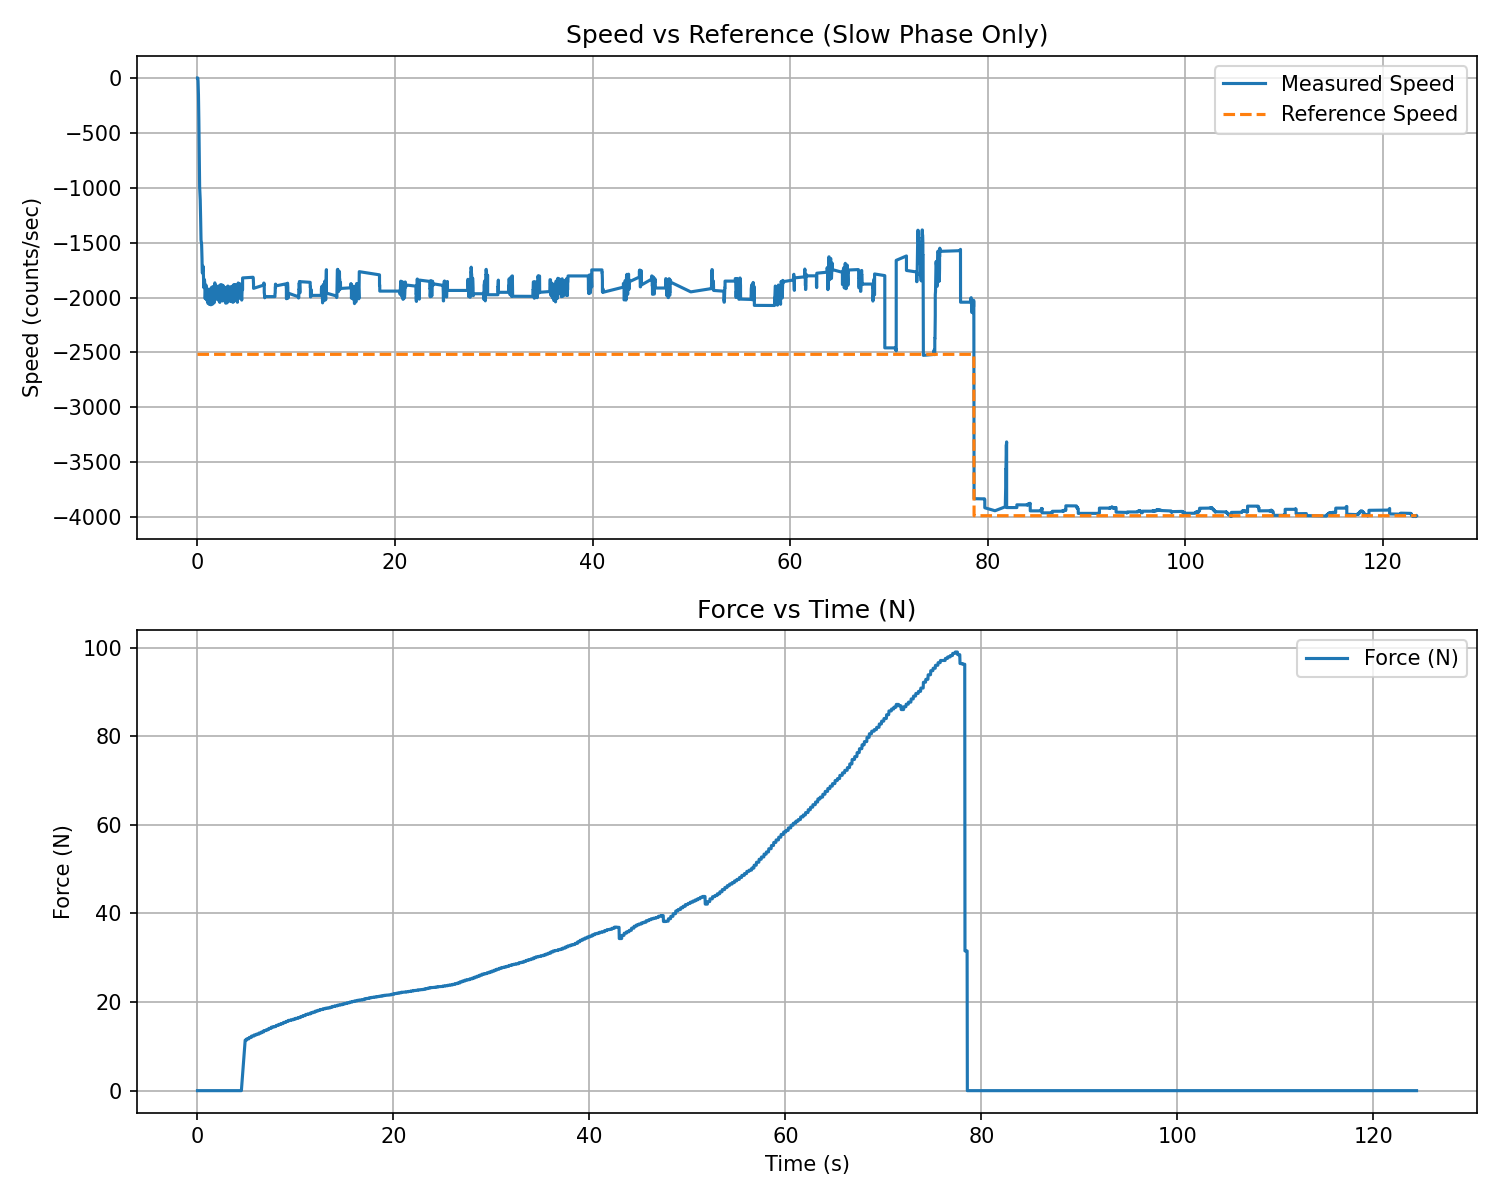 Speed vs Reference (Slow Phase Only)
Speed (counts/sec)
0
−500
−1000
−1500
−2000
−2500
−3000
−3500
−4000
Measured Speed
Reference Speed
0 20 40 60 80 100 120
Force vs Time (N)
Force (N)
100
80
60
40
20
0
Force (N)
0 20 40 60 80 100 120
Time (s)